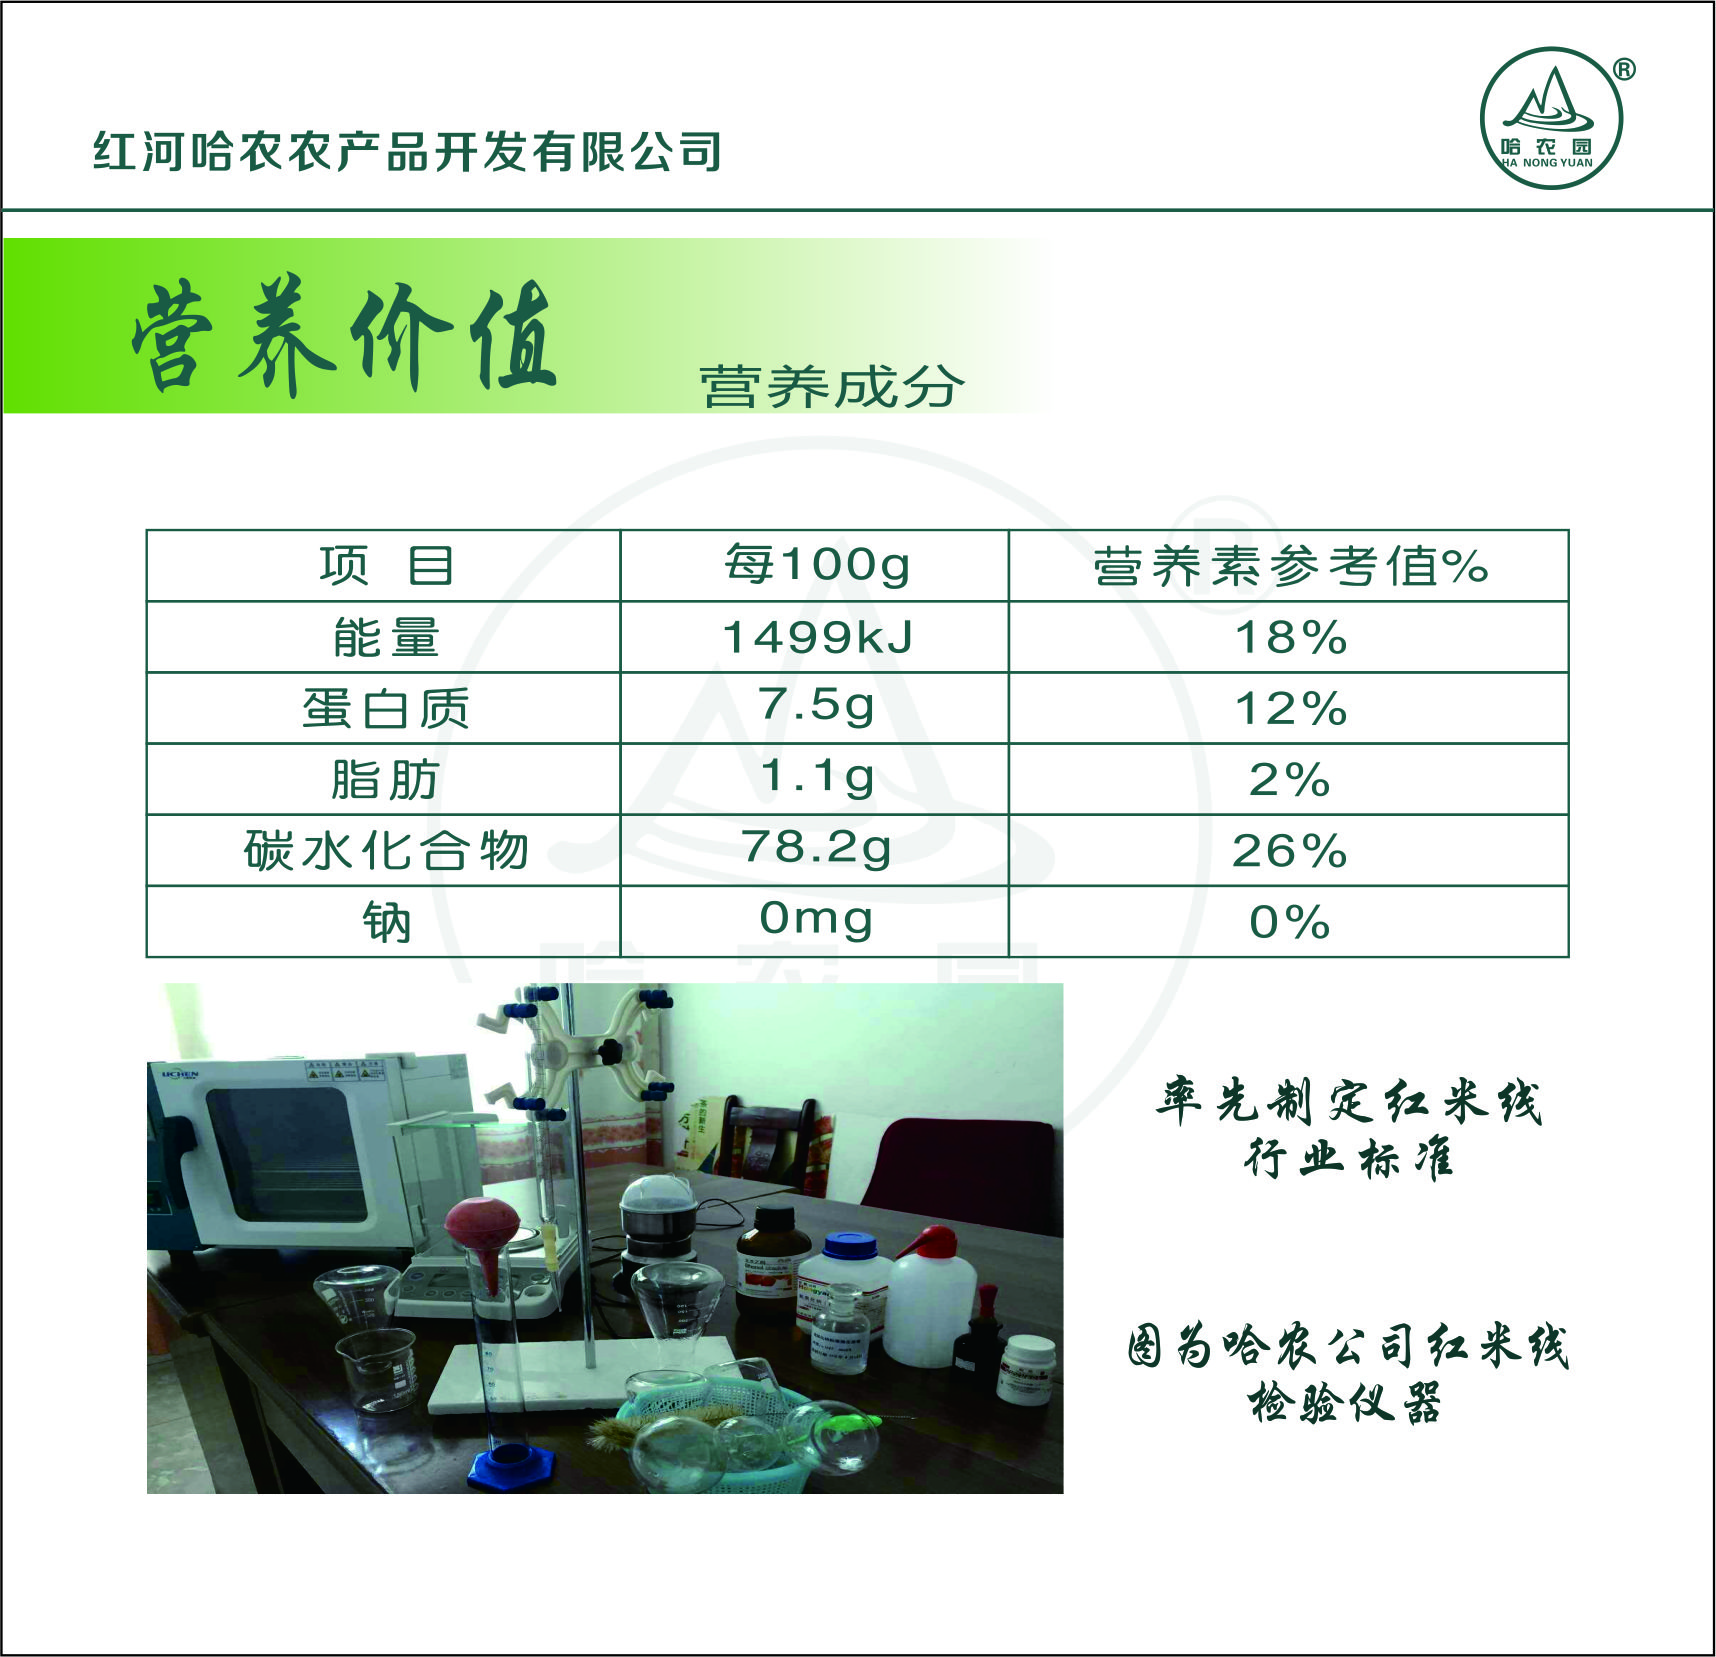 红河哈农农产品开发有限公司
®
哈农园
HA NONG YUAN
营养价值
营养成分
项目 每100g 营养素参考值%
能量 1499kJ 18%
蛋白质 7.5g 12%
脂肪 1.1g 2%
碳水化合物 78.2g 26%
钠 0mg 0%
哈农园
LICHEN
率先制定红米线
行业标准
图为哈农公司红米线
检验仪器